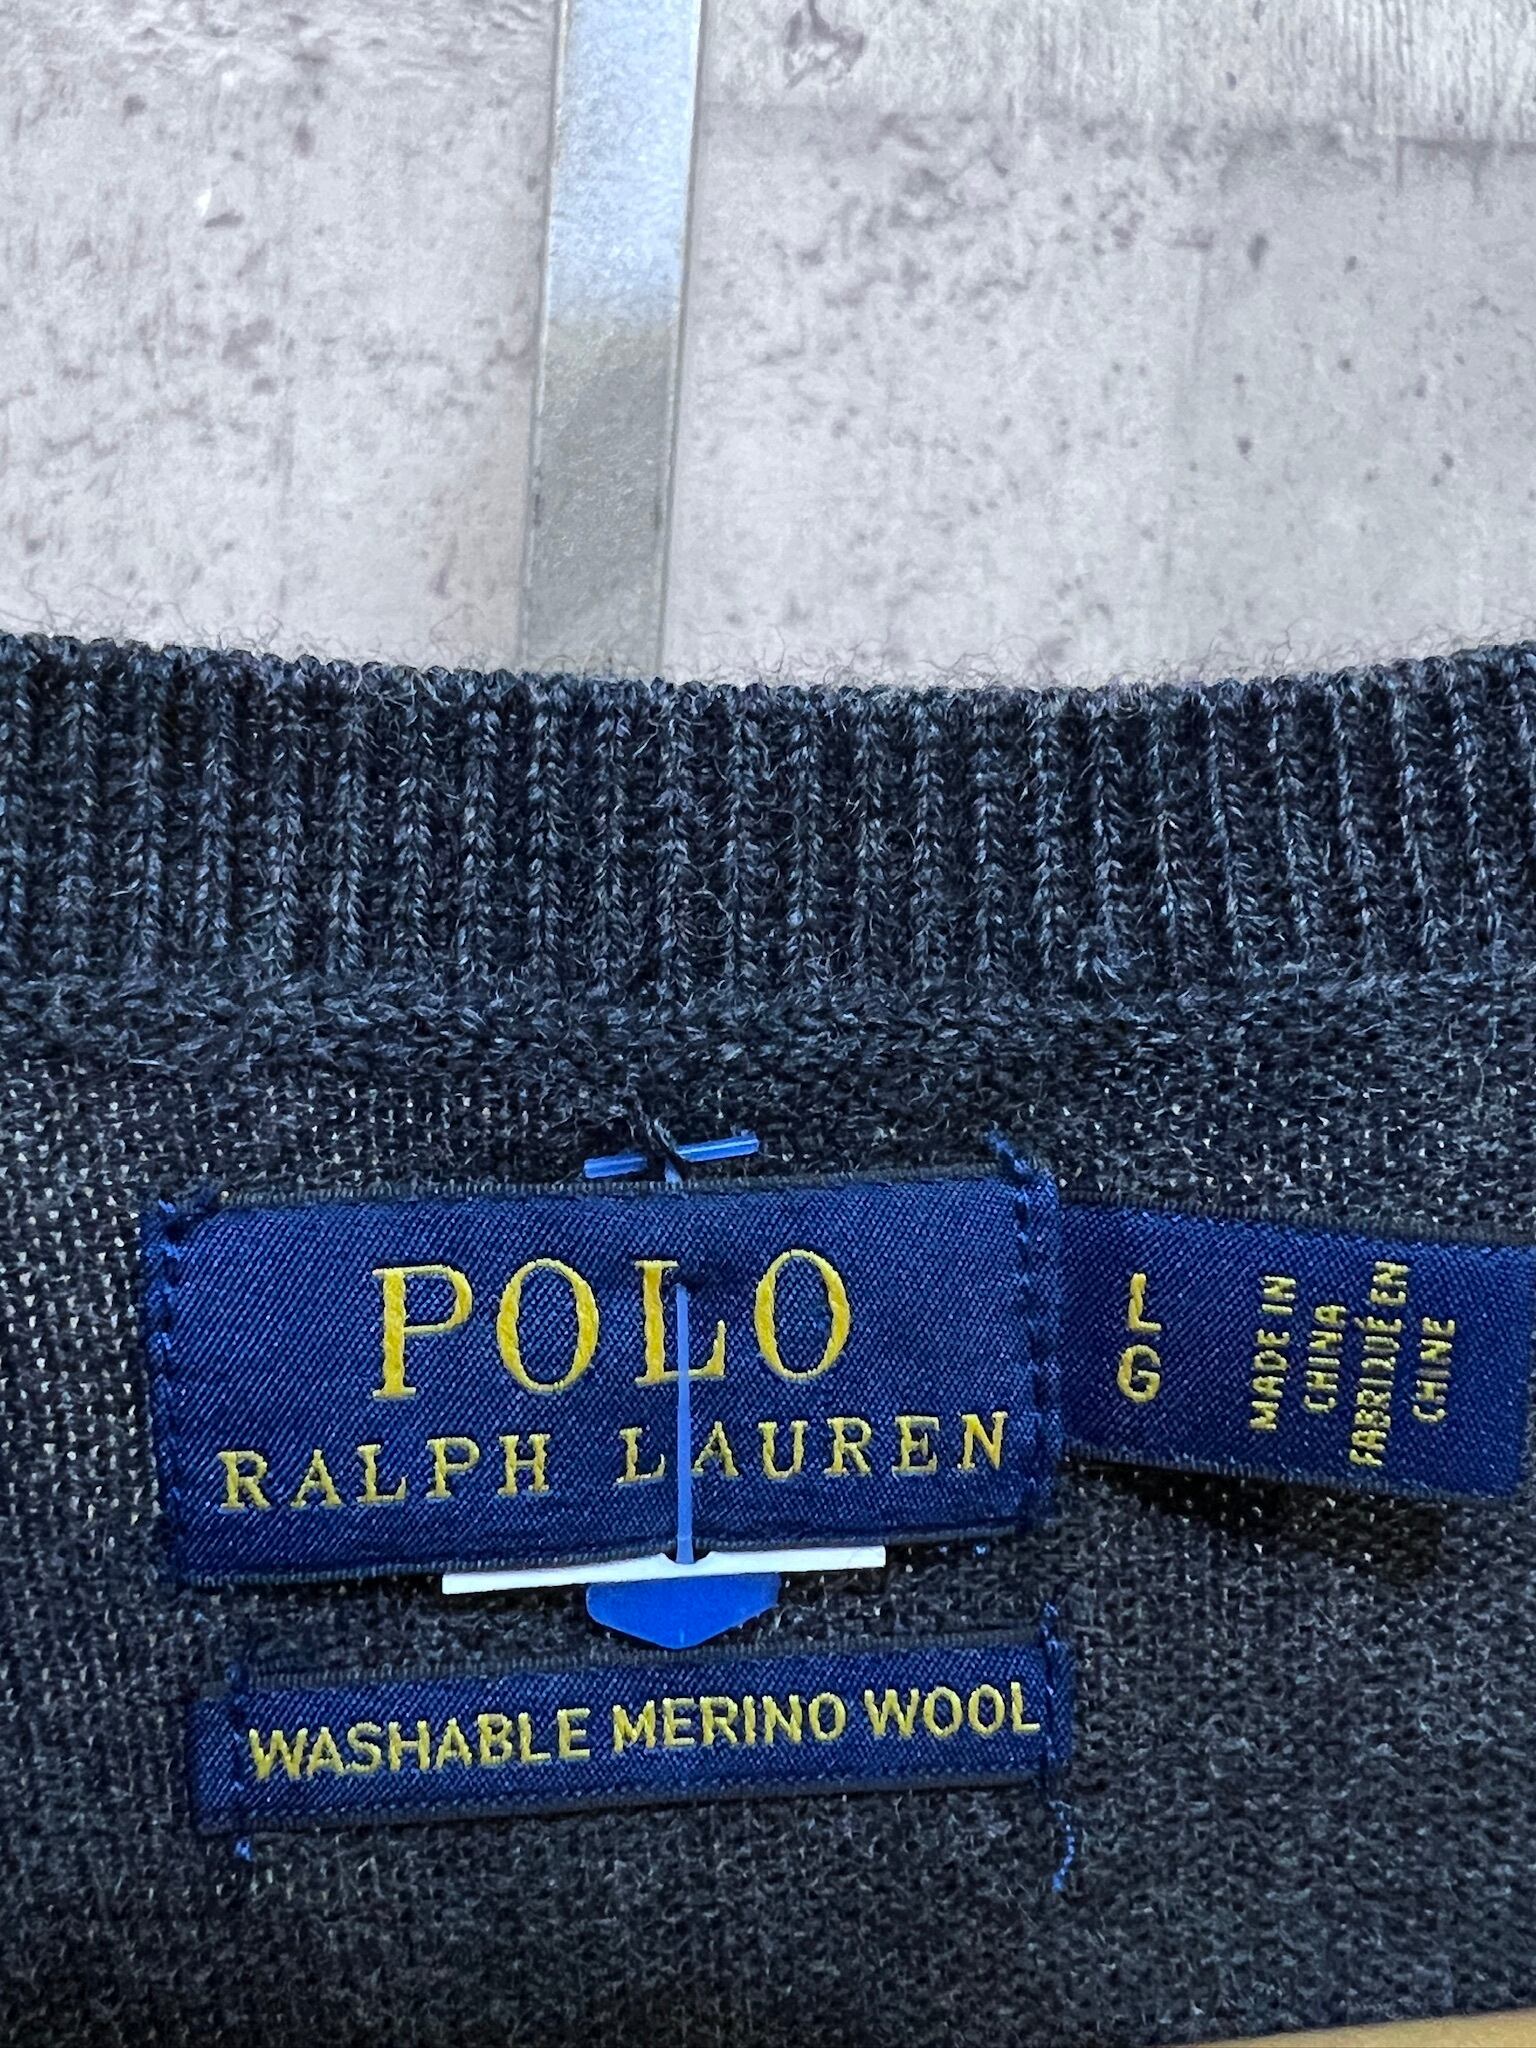 POLO
RALPH LAUREN
L
G
MADE IN
CHINA
FABRIQUÉ EN
CHINE
WASHABLE MERINO WOOL